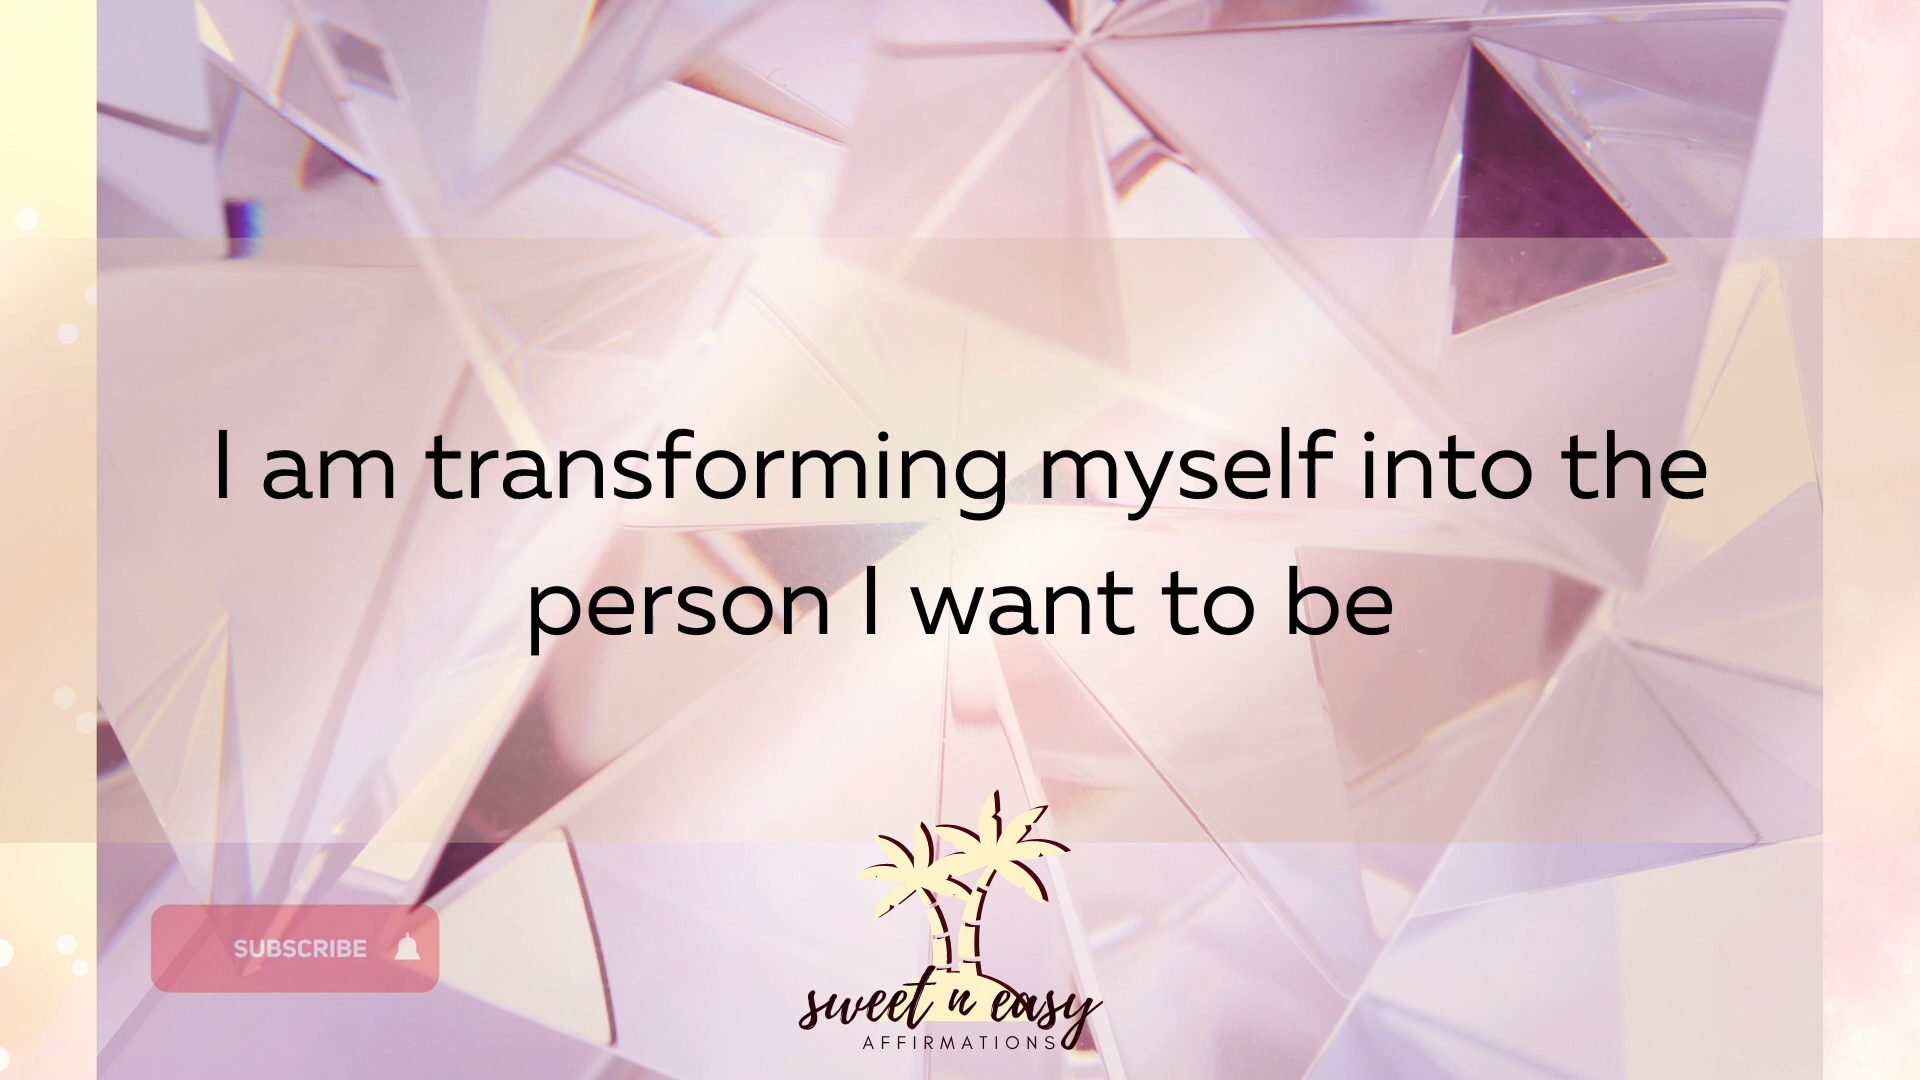 I am transforming myself into the
person I want to be
SUBSCRIBE
sweet n easy
AFFIRMATIONS